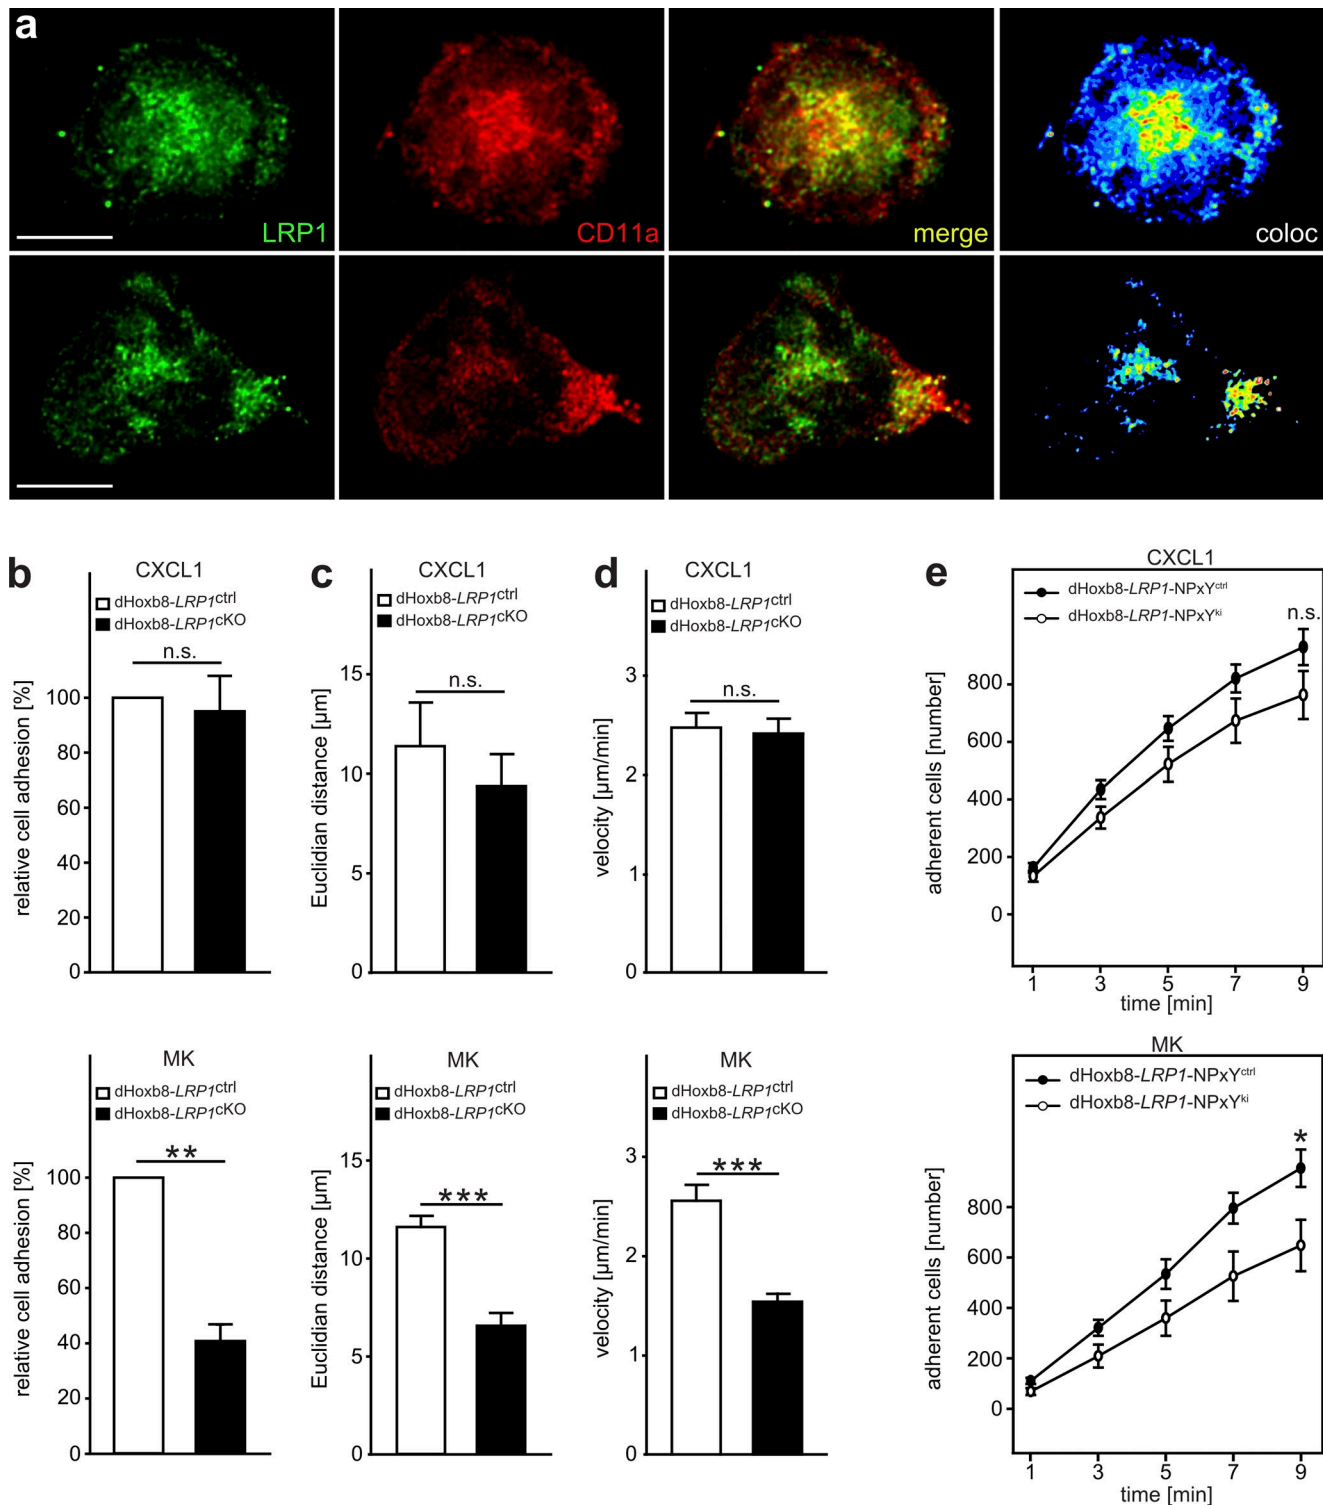 a
LRP1
CD11a
merge
coloc
b
CXCL1
dHoxb8-LRP1ctrl
dHoxb8-LRP1cKO
n.s.
relative cell adhesion [%]
100
80
60
40
20
0
c
CXCL1
dHoxb8-LRP1ctrl
dHoxb8-LRP1cKO
n.s.
Euclidian distance [µm]
15
10
5
0
d
CXCL1
dHoxb8-LRP1ctrl
dHoxb8-LRP1cKO
n.s.
velocity [µm/min]
3
2
1
0
e
CXCL1
dHoxb8-LRP1-NPxYctrl
dHoxb8-LRP1-NPxYki
n.s.
adherent cells [number]
800
600
400
200
0
1 3 5 7 9
time [min]
MK
dHoxb8-LRP1ctrl
dHoxb8-LRP1cKO
**
relative cell adhesion [%]
100
80
60
40
20
0
MK
dHoxb8-LRP1ctrl
dHoxb8-LRP1cKO
***
Euclidian distance [µm]
15
10
5
0
MK
dHoxb8-LRP1ctrl
dHoxb8-LRP1cKO
***
velocity [µm/min]
3
2
1
0
MK
dHoxb8-LRP1-NPxYctrl
dHoxb8-LRP1-NPxYki
*
adherent cells [number]
800
600
400
200
0
1 3 5 7 9
time [min]